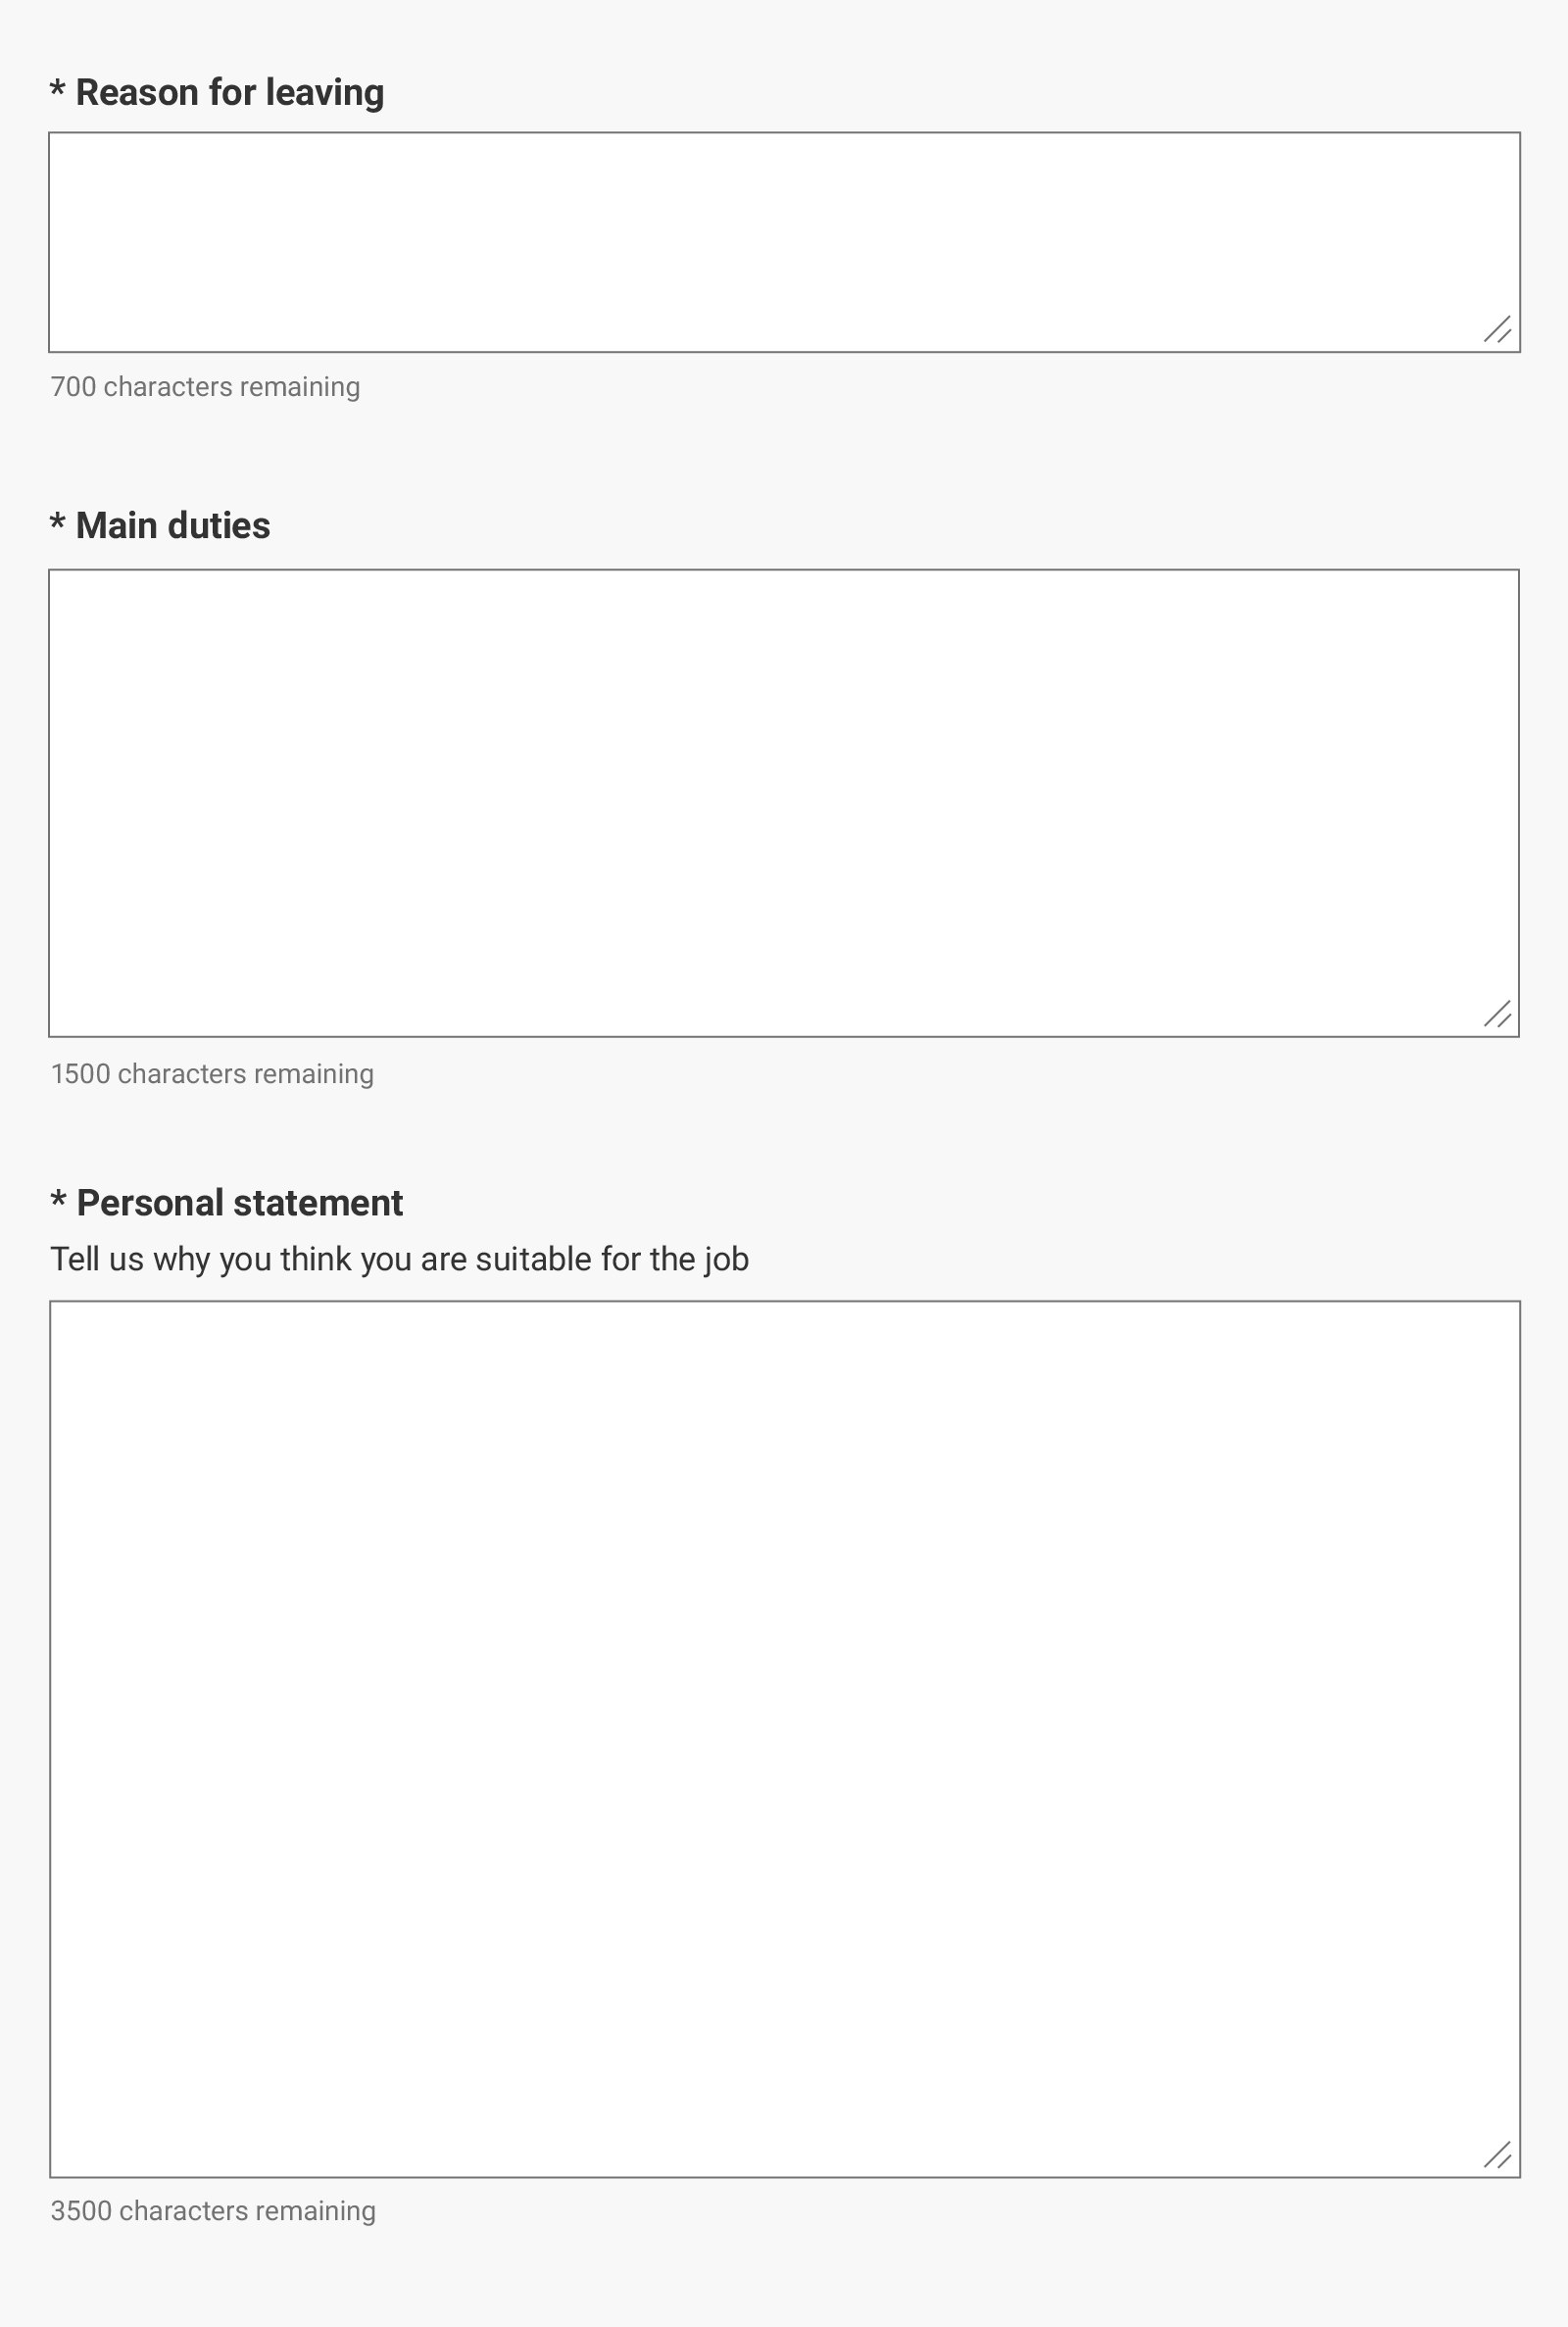 * Reason for leaving
700 characters remaining
* Main duties
1500 characters remaining
* Personal statement
Tell us why you think you are suitable for the job
3500 characters remaining